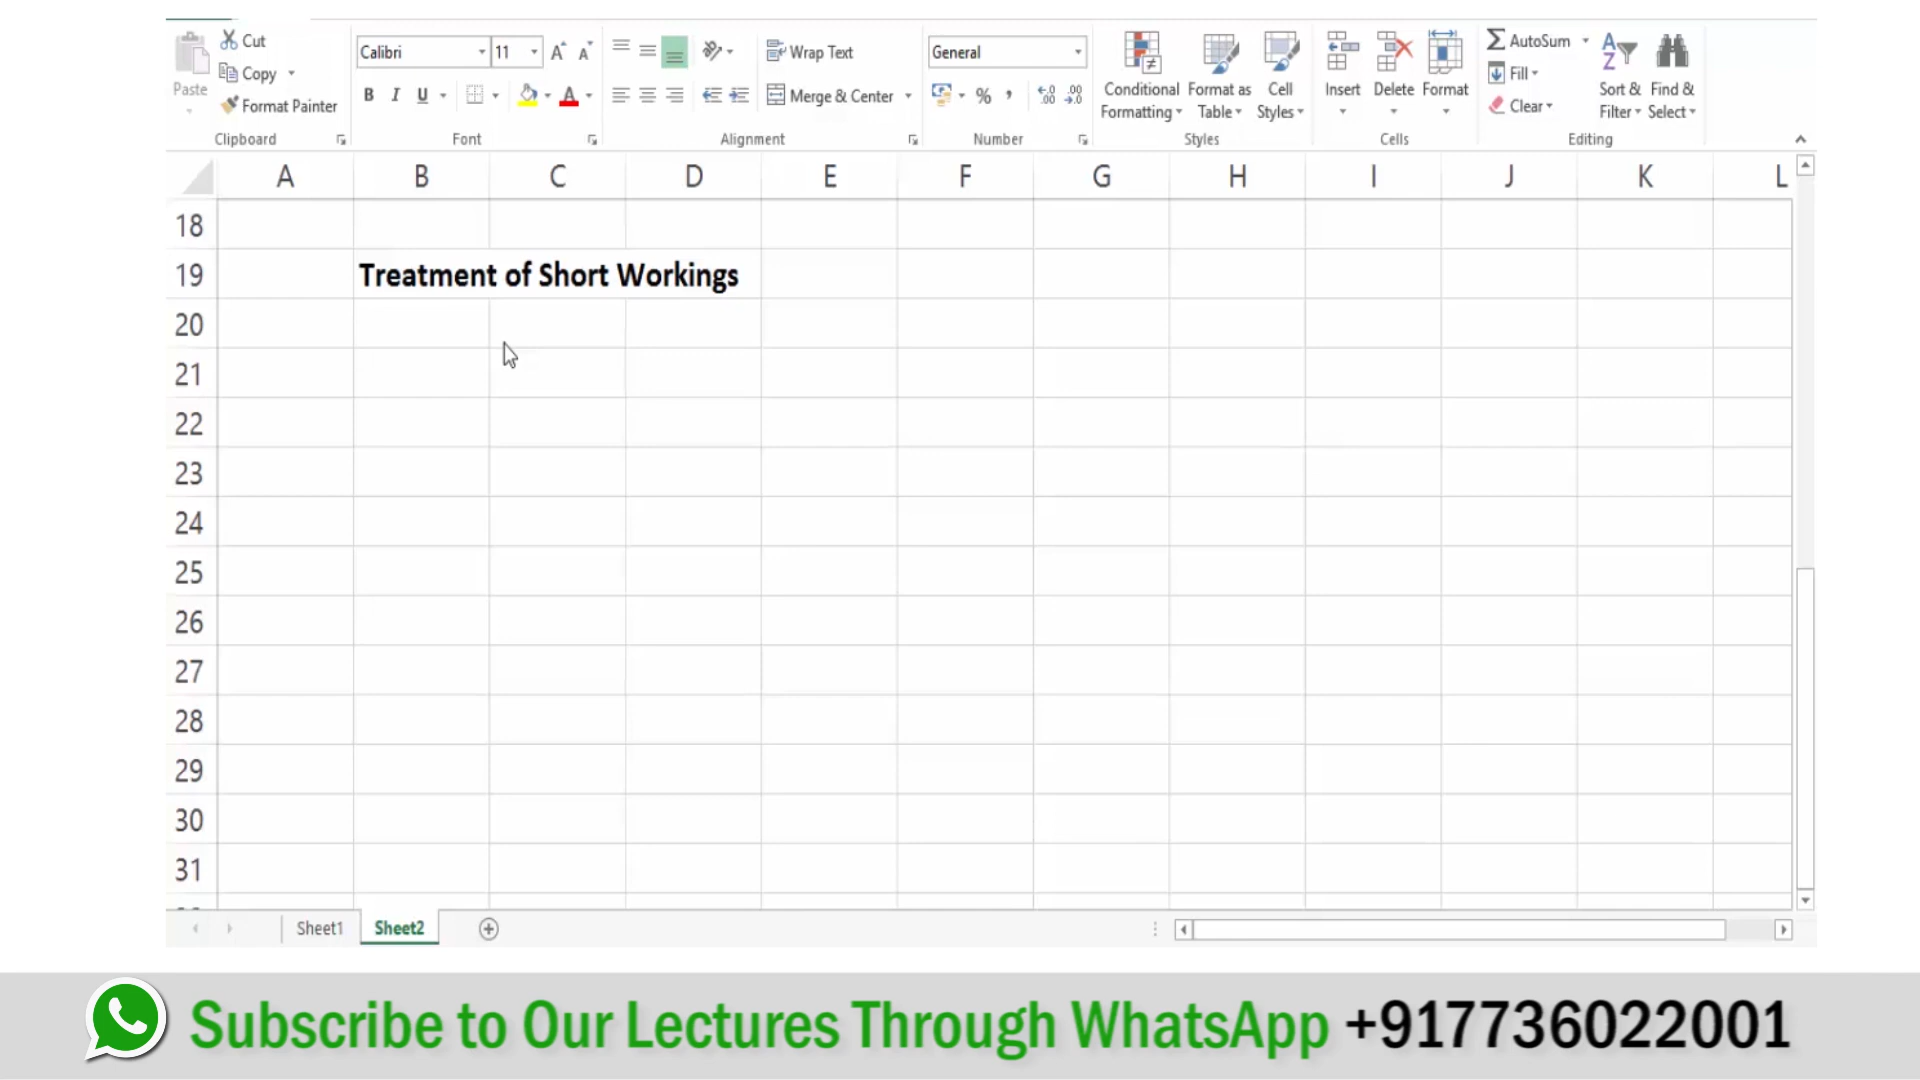 Cut
Copy
Format Painter
Paste
Clipboard
Calibri
11
B I U
Font
Wrap Text
Merge & Center
Alignment
General
%
Number
Conditional Formatting
Format as Table
Cell Styles
Styles
Insert
Delete
Format
Cells
AutoSum
Fill
Clear
Sort & Filter
Find & Select
Editing
A B C D E F G H I J K L
18
19 Treatment of Short Workings
20
21
22
23
24
25
26
27
28
29
30
31
Sheet1 Sheet2
Subscribe to Our Lectures Through WhatsApp +917736022001